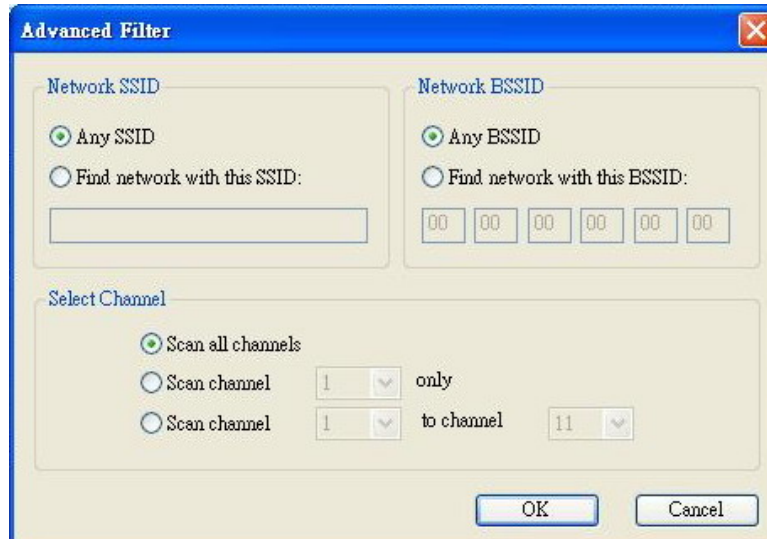 Advanced Filter
Network SSID
Any SSID
Find network with this SSID:
Network BSSID
Any BSSID
Find network with this BSSID:
00 00 00 00 00 00
Select Channel
Scan all channels
Scan channel 1 only
Scan channel 1 to channel 11
OK Cancel